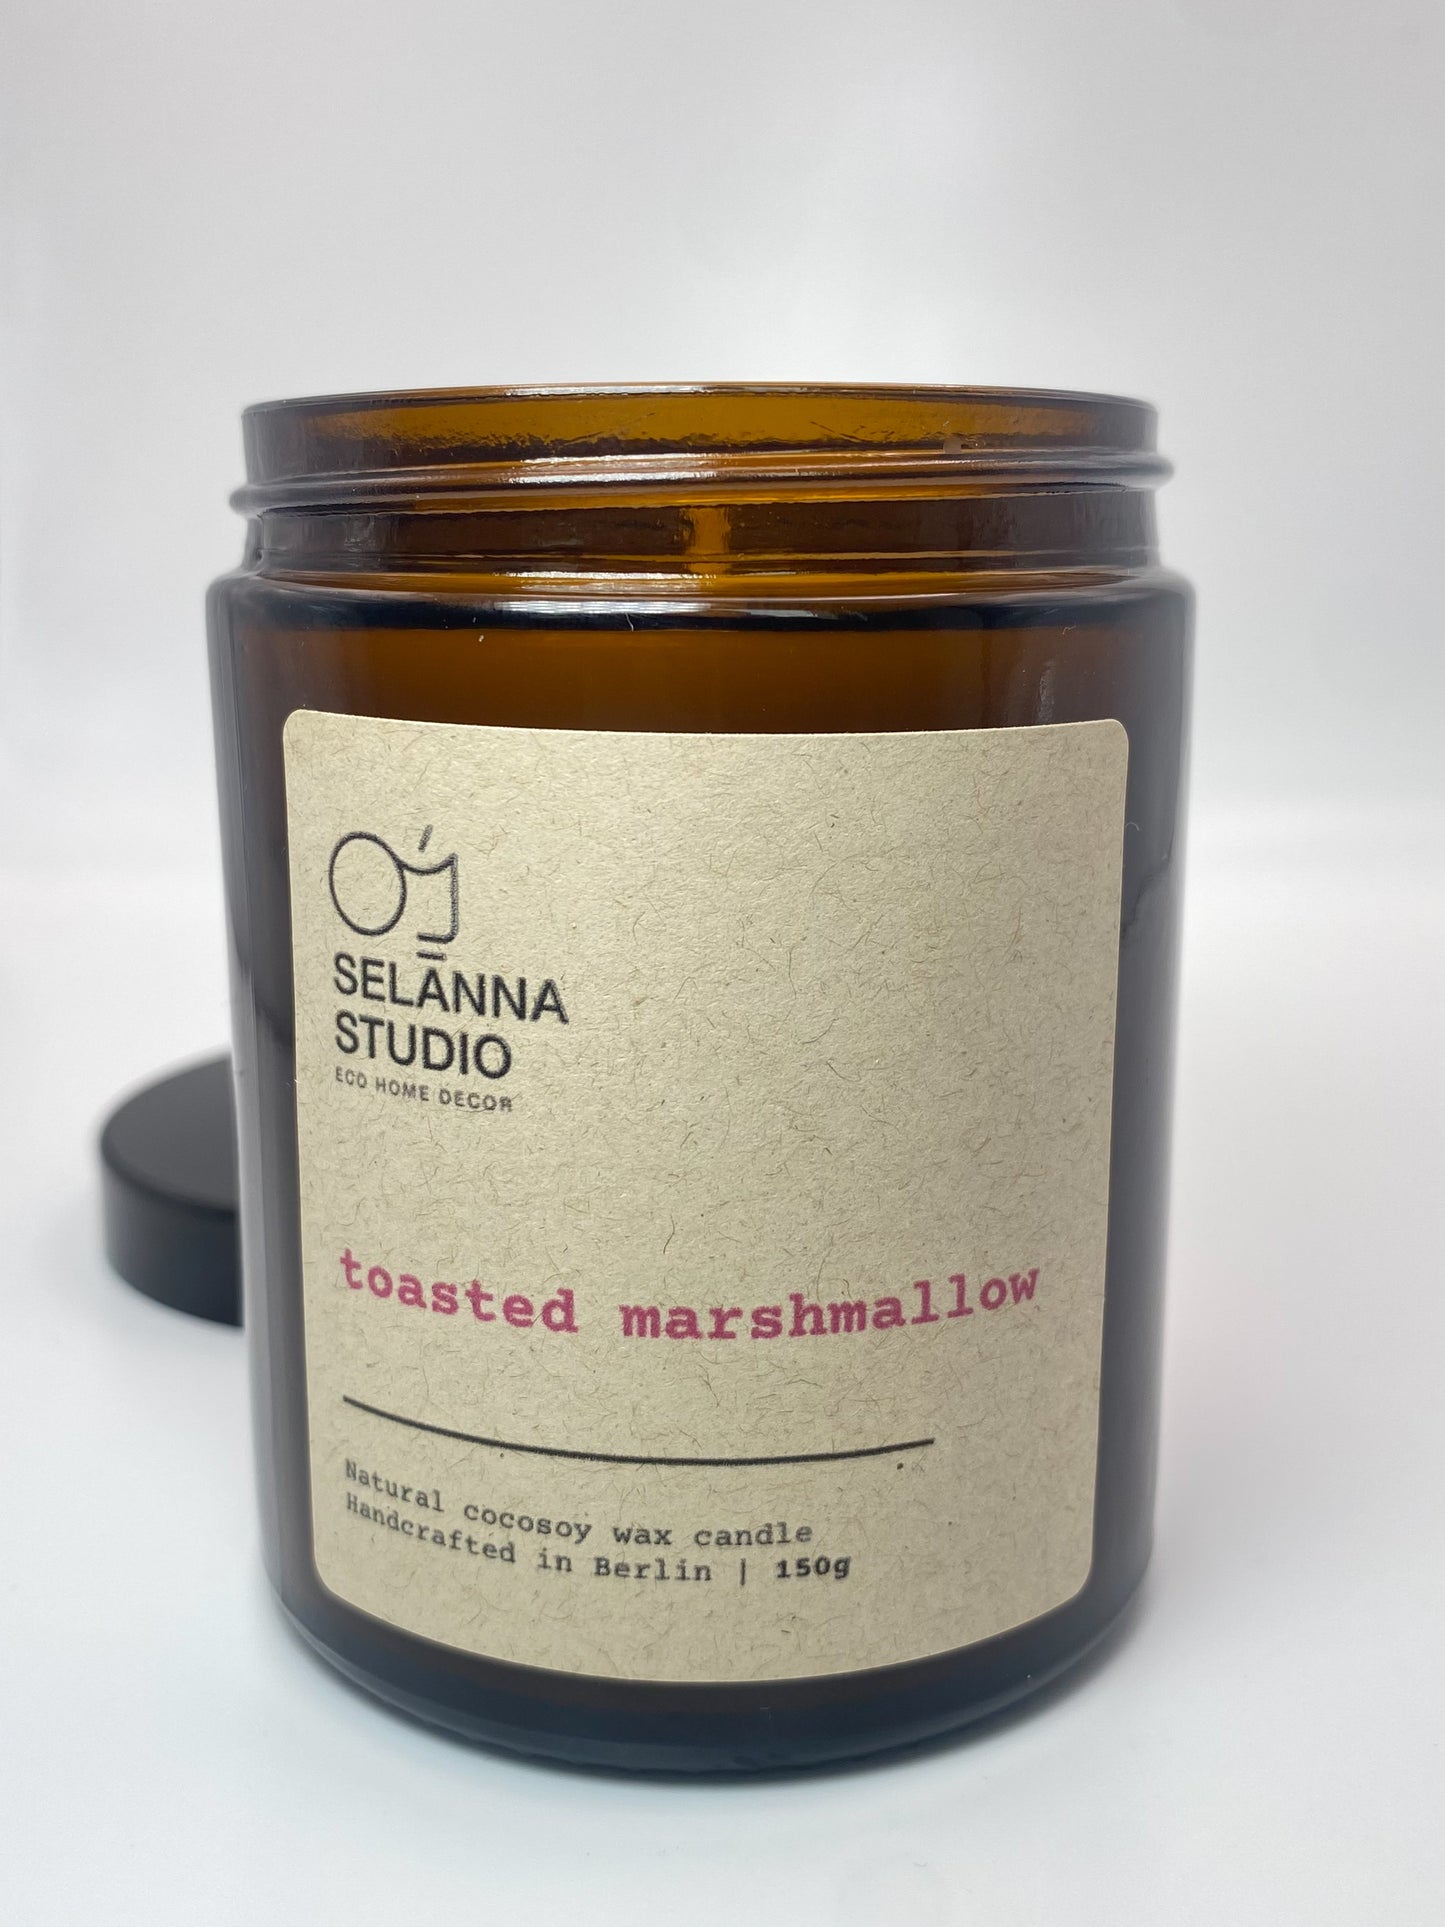 SELĀNNA
STUDIO
ECO HOME DECOR
toasted marshmallow
Natural cocosoy wax candle
Handcrafted in Berlin | 150g